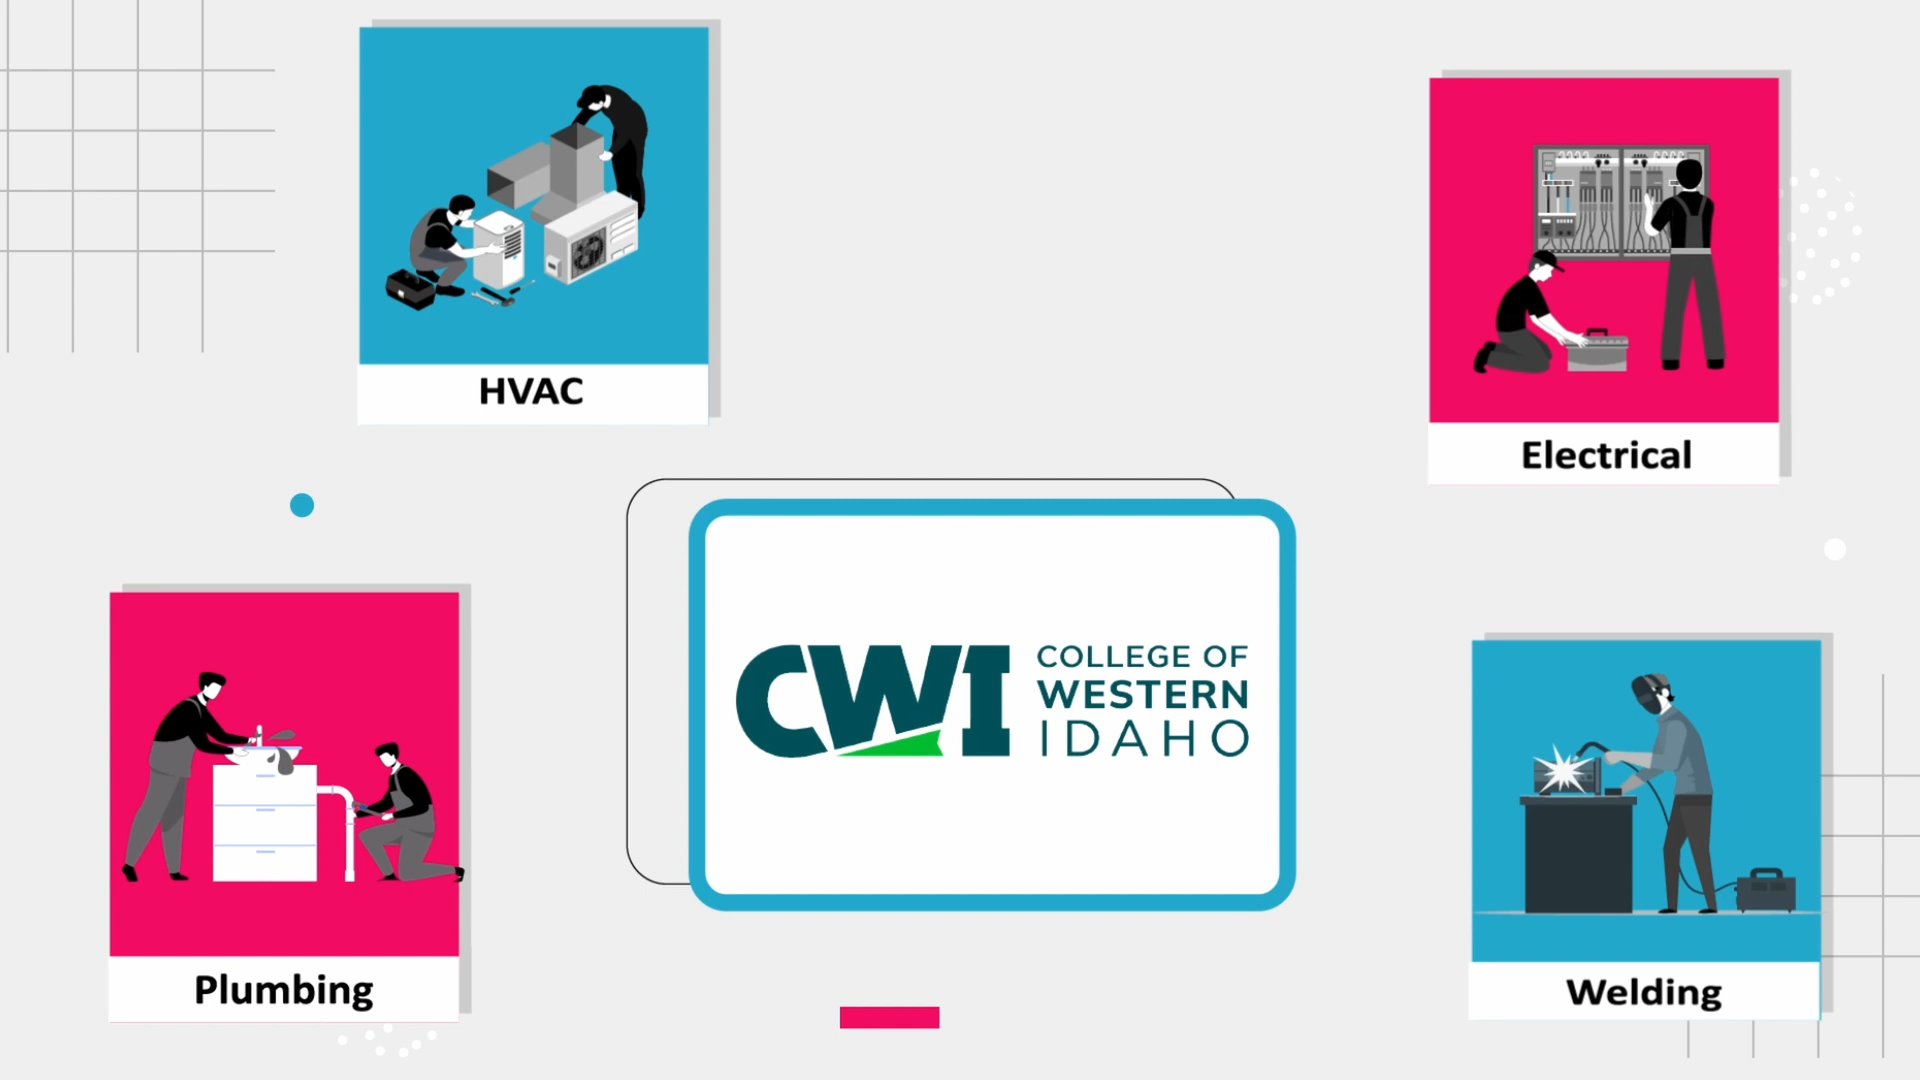 HVAC
Electrical
CWI
COLLEGE OF
WESTERN
IDAHO
Plumbing
Welding